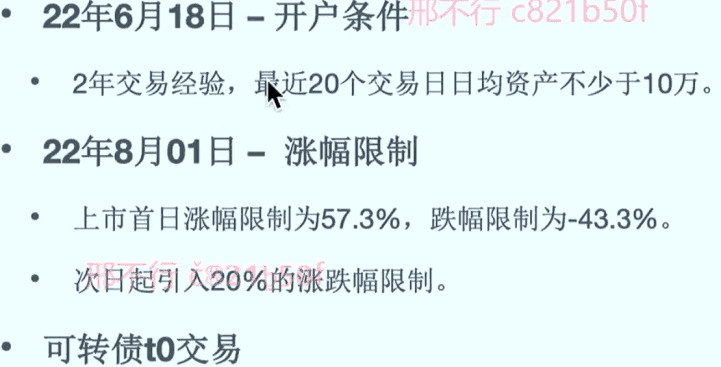 • 22年6月18日 – 开户条件
邢不行 c821b50f
• 2年交易经验，最近20个交易日日均资产不少于10万。
• 22年8月01日 – 涨幅限制
• 上市首日涨幅限制为57.3%，跌幅限制为-43.3%。
邢不行 c821b50f
• 次日起引入20%的涨跌幅限制。
• 可转债t0交易